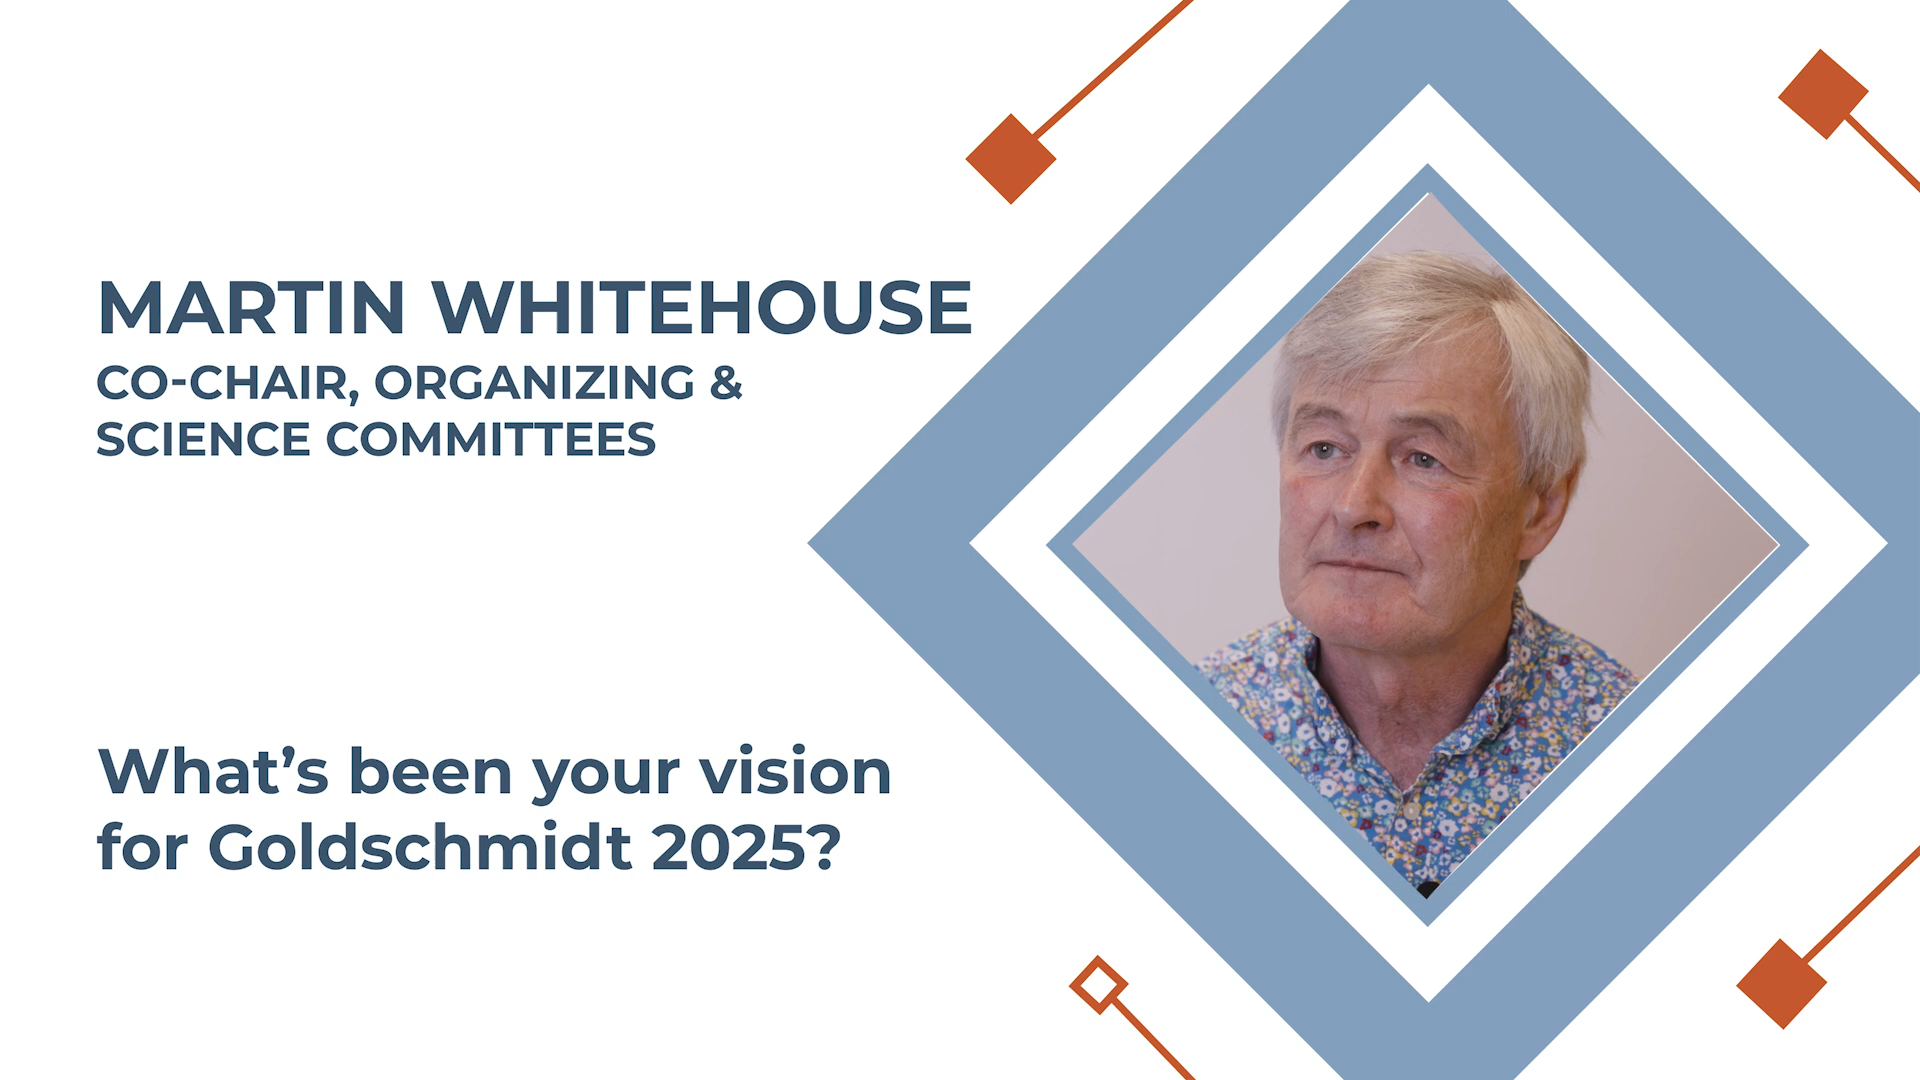 MARTIN WHITEHOUSE
CO-CHAIR, ORGANIZING &
SCIENCE COMMITTEES
What’s been your vision
for Goldschmidt 2025?